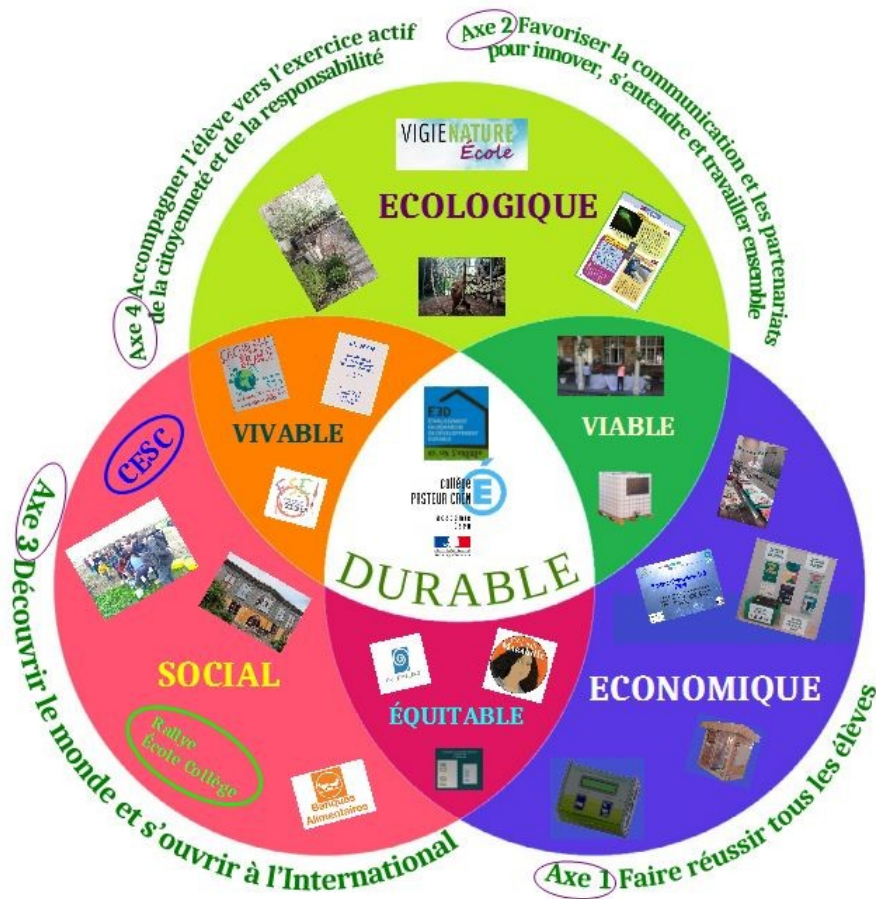 Axe 4 Accompagner l'élève vers l'exercice actif
de la citoyenneté et de la responsabilité
Axe 2 Favoriser la communication et les partenariats
pour innover, s'entendre et travailler ensemble
VIGIENATURE
École
ECOLOGIQUE
VIVABLE
VIABLE
E3D
collège
PASTEUR CAEN
académie
DURABLE
CESC
SOCIAL
Rallye
École Collège
Banques
Alimentaires
ÉQUITABLE
ECONOMIQUE
Axe 3 Découvrir le monde et s'ouvrir à l'International
Axe 1 Faire réussir tous les élèves